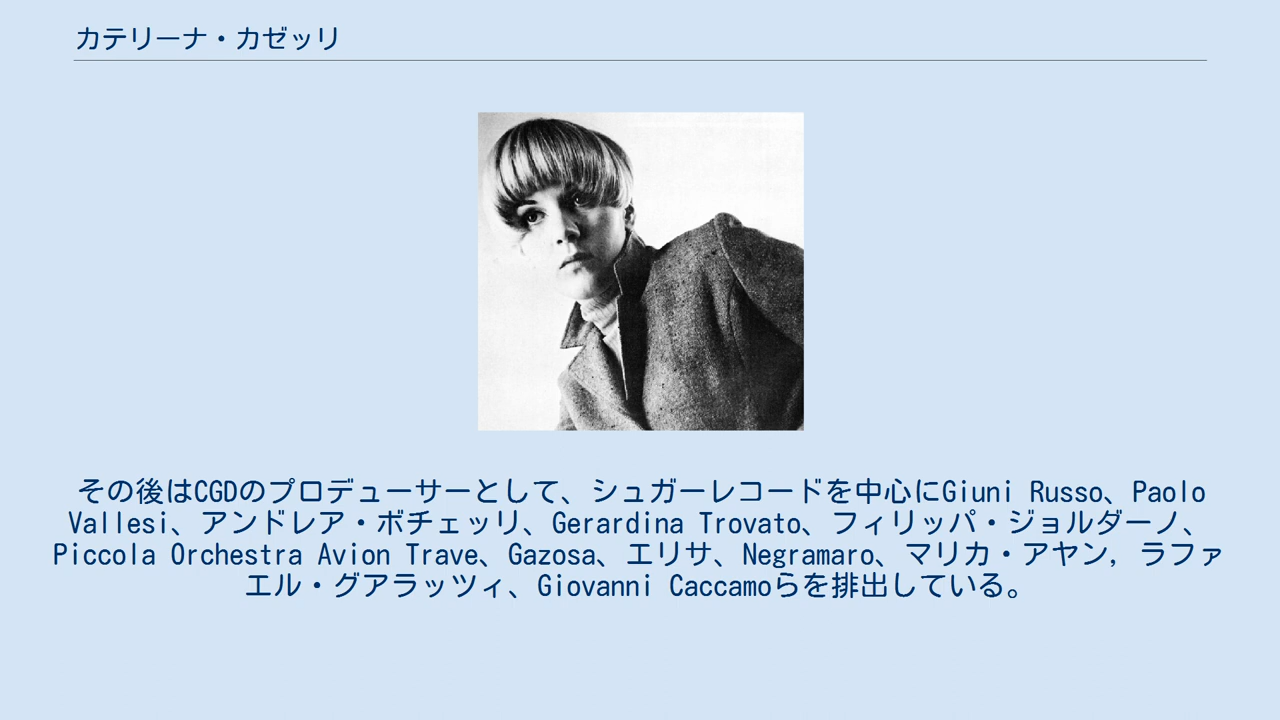 カテリーナ・カゼッリ
その後はCGDのプロデューサーとして、シュガーレコードを中心にGiuni Russo、Paolo
Vallesi、アンドレア・ボチェッリ、Gerardina Trovato、フィリッパ・ジョルダーノ、
Piccola Orchestra Avion Trave、Gazosa、エリサ、Negramaro、マリカ・アヤン, ラファ
エル・グアラッツィ、Giovanni Caccamoらを排出している。